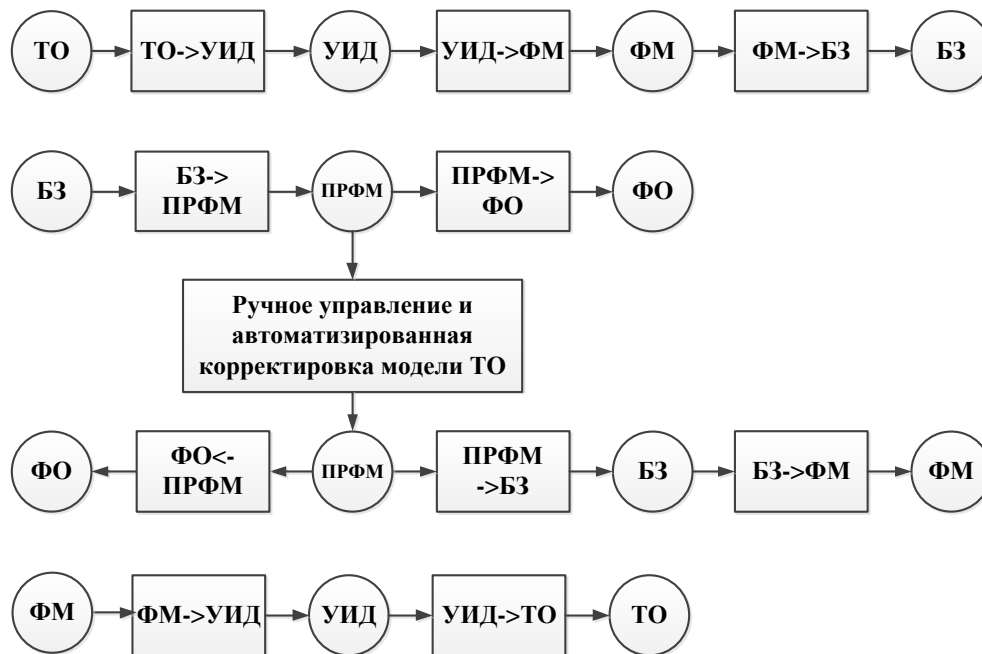 ТО
ТО->УИД
УИД
УИД->ФМ
ФМ
ФМ->БЗ
БЗ
БЗ
БЗ->
ПРФМ
ПРФМ
ПРФМ->
ФО
ФО
Ручное управление и
автоматизированная
корректировка модели ТО
ФО
ФО<-
ПРФМ
ПРФМ
ПРФМ
->БЗ
БЗ
БЗ->ФМ
ФМ
ФМ
ФМ->УИД
УИД
УИД->ТО
ТО